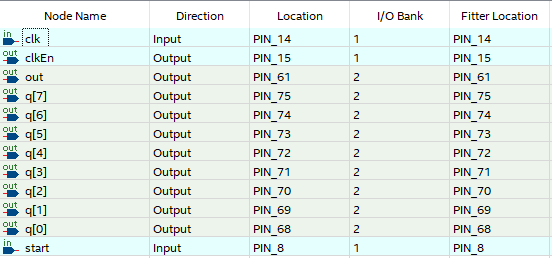 Node Name Direction Location I/O Bank Fitter Location
in clk Input PIN_14 1 PIN_14
out clkEn Output PIN_15 1 PIN_15
out out Output PIN_61 2 PIN_61
out q[7] Output PIN_75 2 PIN_75
out q[6] Output PIN_74 2 PIN_74
out q[5] Output PIN_73 2 PIN_73
out q[4] Output PIN_72 2 PIN_72
out q[3] Output PIN_71 2 PIN_71
out q[2] Output PIN_70 2 PIN_70
out q[1] Output PIN_69 2 PIN_69
out q[0] Output PIN_68 2 PIN_68
in start Input PIN_8 1 PIN_8